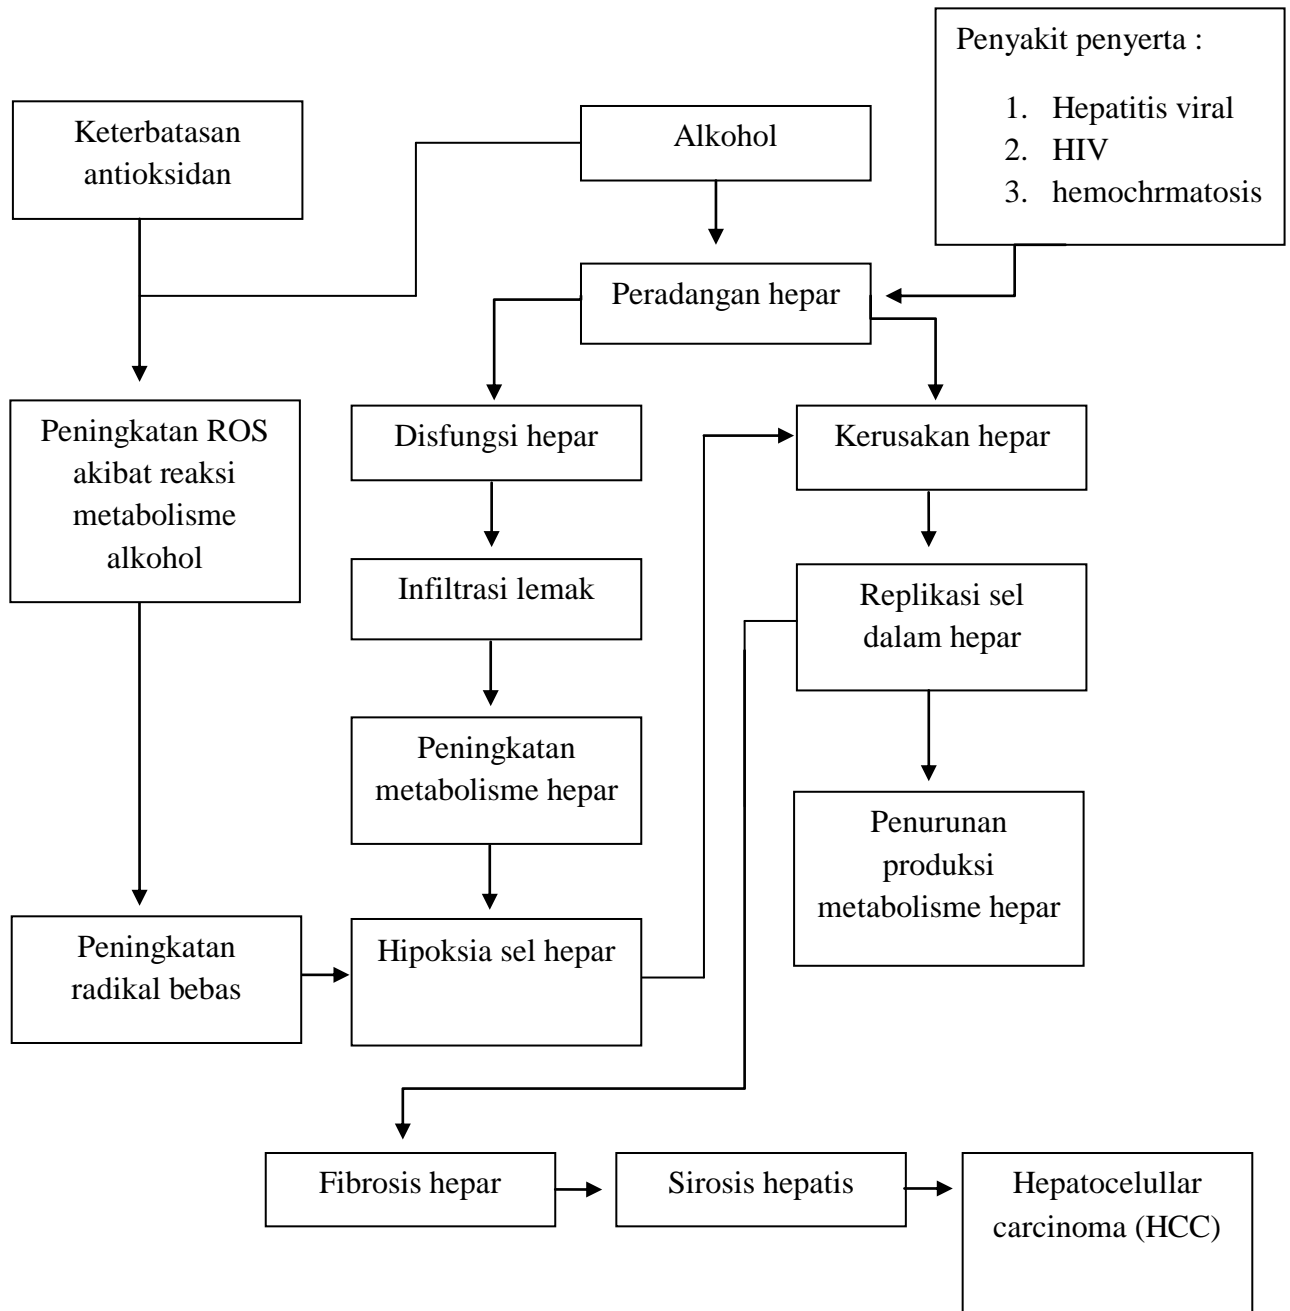 Penyakit penyerta :
1. Hepatitis viral
2. HIV
3. hemochrmatosis
Keterbatasan
antioksidan
Alkohol
Peradangan hepar
Peningkatan ROS
akibat reaksi
metabolisme
alkohol
Disfungsi hepar
Kerusakan hepar
Infiltrasi lemak
Replikasi sel
dalam hepar
Peningkatan
metabolisme hepar
Penurunan
produksi
metabolisme hepar
Peningkatan
radikal bebas
Hipoksia sel hepar
Fibrosis hepar
Sirosis hepatis
Hepatocelullar
carcinoma (HCC)